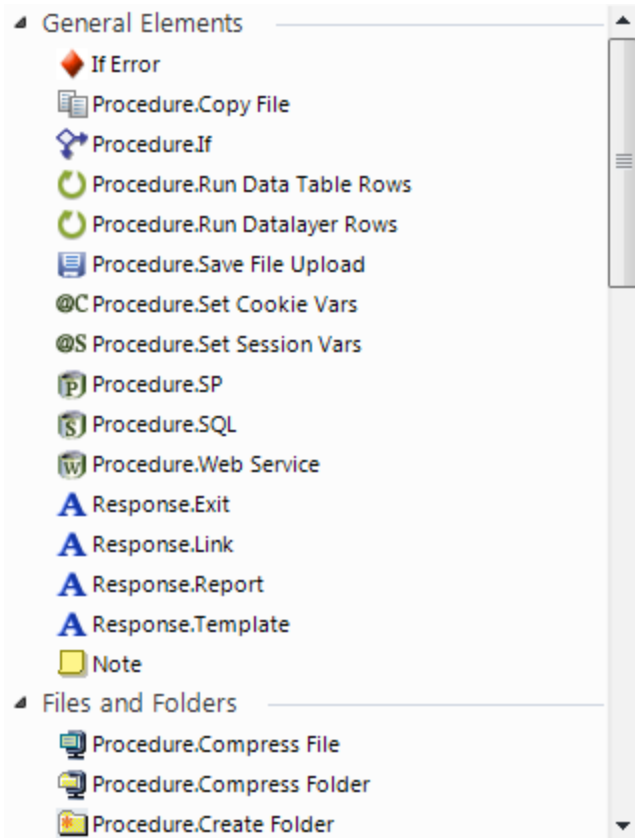 General Elements
If Error
Procedure.Copy File
Procedure.If
Procedure.Run Data Table Rows
Procedure.Run Datalayer Rows
Procedure.Save File Upload
@C Procedure.Set Cookie Vars
@S Procedure.Set Session Vars
P Procedure.SP
S Procedure.SQL
W Procedure.Web Service
A Response.Exit
A Response.Link
A Response.Report
A Response.Template
Note
Files and Folders
Procedure.Compress File
Procedure.Compress Folder
Procedure.Create Folder